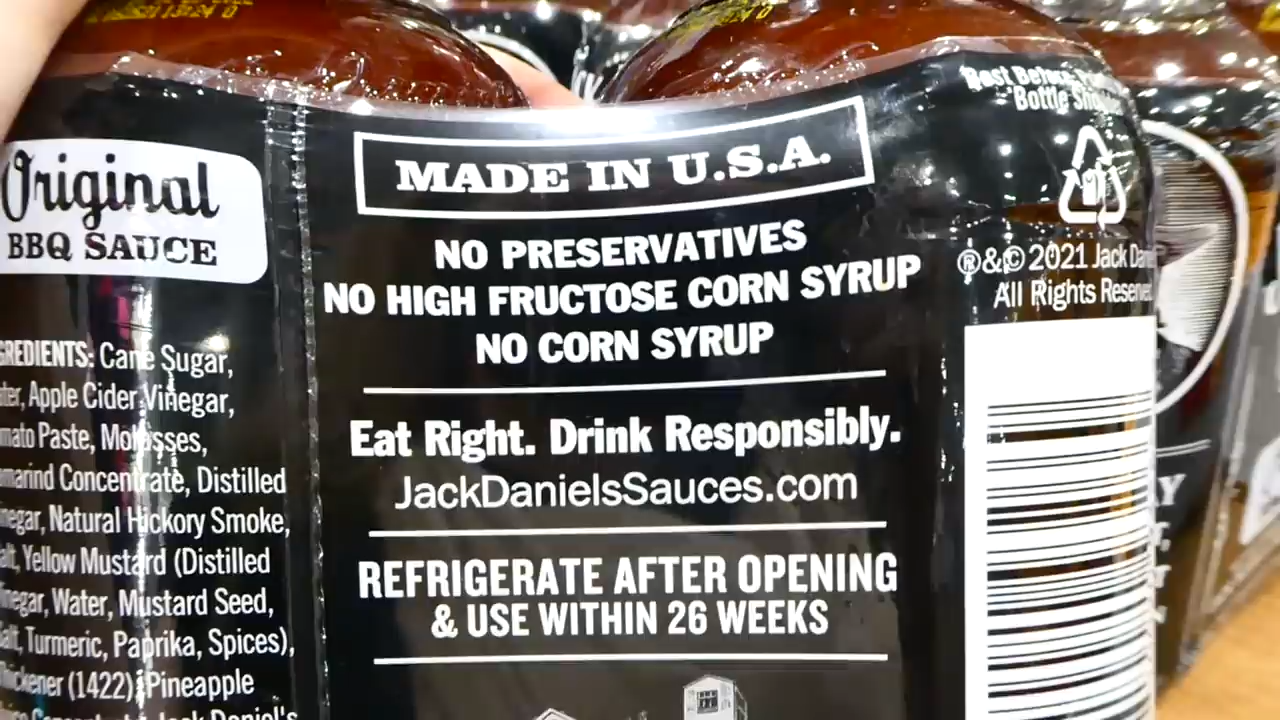 Original
BBQ SAUCE
Cane Sugar,
Apple Cider Vinegar,
Paste, Molasses,
Concentrate, Distilled
Natural Hickory Smoke,
Yellow Mustard (Distilled
Water, Mustard Seed,
Turmeric, Paprika, Spices),
(1422), Pineapple
Jack Daniel's
MADE IN U.S.A.
NO PRESERVATIVES
NO HIGH FRUCTOSE CORN SYRUP
NO CORN SYRUP
Eat Right. Drink Responsibly.
JackDanielsSauces.com
REFRIGERATE AFTER OPENING
& USE WITHIN 26 WEEKS
Best Before
Bottle
®&© 2021 Jack
All Rights